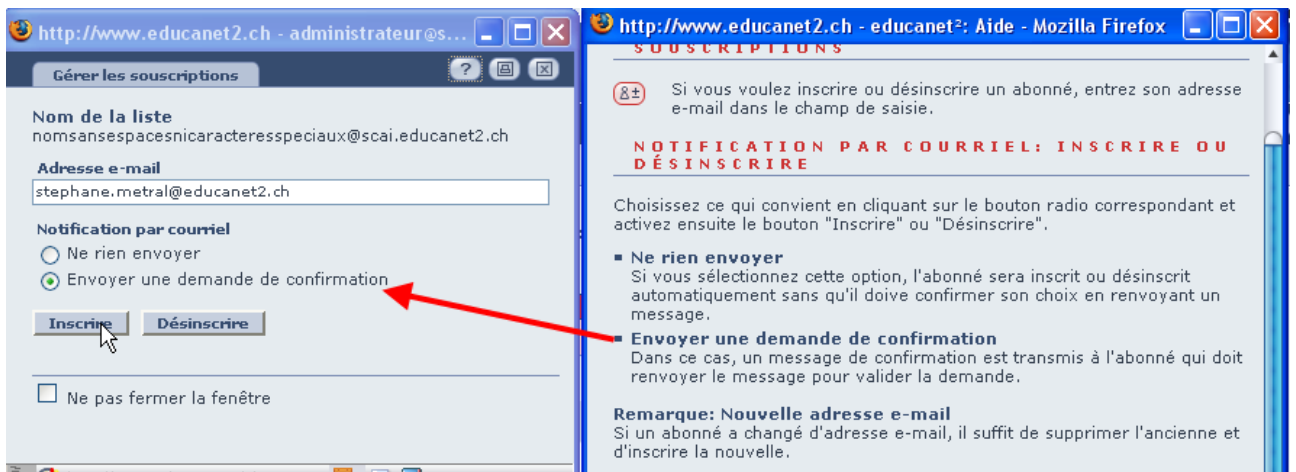 http://www.educanet2.ch - administrateur@s...
Gérer les souscriptions
?
Nom de la liste
nomsansespacesnicaracteresspeciaux@scai.educanet2.ch
Adresse e-mail
stephane.metral@educanet2.ch
Notification par courriel
Ne rien envoyer
Envoyer une demande de confirmation
Inscrire Désinscrire
Ne pas fermer la fenêtre
http://www.educanet2.ch - educanet²: Aide - Mozilla Firefox
SOUSCRIPTIONS
Si vous voulez inscrire ou désinscrire un abonné, entrez son adresse
e-mail dans le champ de saisie.
NOTIFICATION PAR COURRIEL: INSCRIRE OU
DÉSINSCRIRE
Choisissez ce qui convient en cliquant sur le bouton radio correspondant et
activez ensuite le bouton "Inscrire" ou "Désinscrire".
Ne rien envoyer
Si vous sélectionnez cette option, l'abonné sera inscrit ou désinscrit
automatiquement sans qu'il doive confirmer son choix en renvoyant un
message.
Envoyer une demande de confirmation
Dans ce cas, un message de confirmation est transmis à l'abonné qui doit
renvoyer le message pour valider la demande.
Remarque: Nouvelle adresse e-mail
Si un abonné a changé d'adresse e-mail, il suffit de supprimer l'ancienne et
d'inscrire la nouvelle.